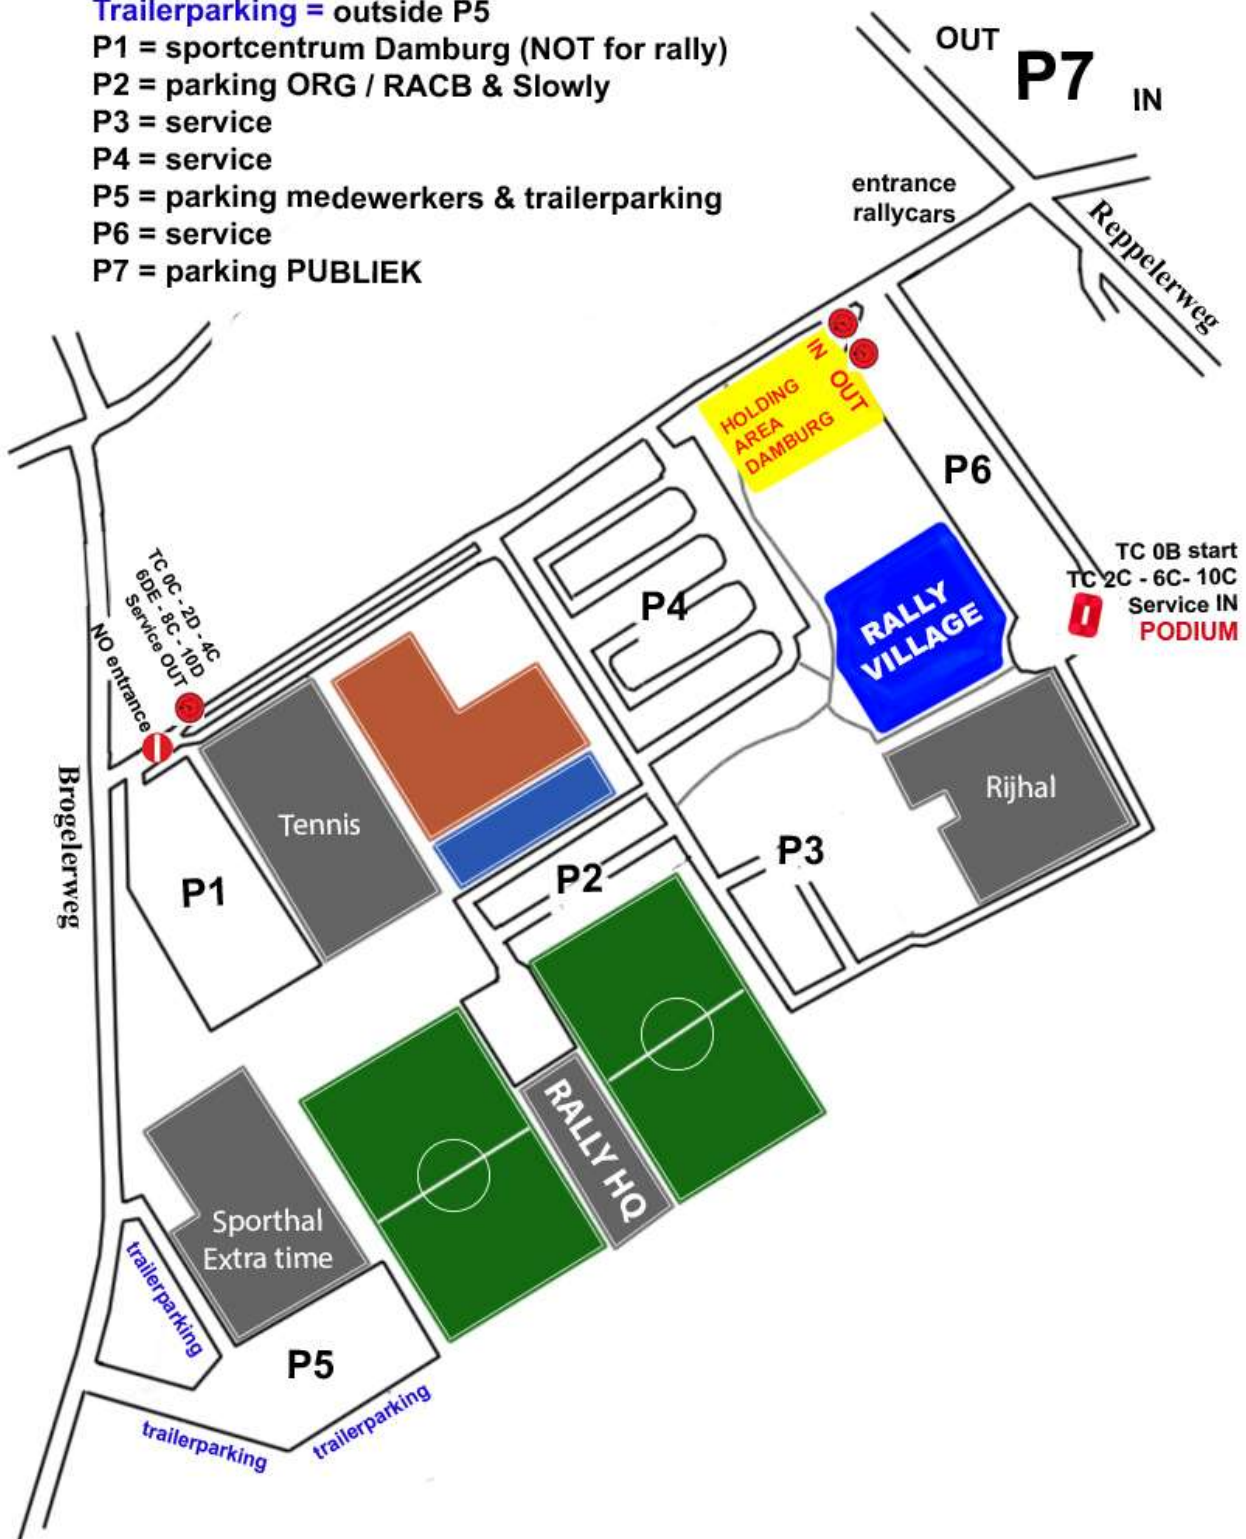 Trailerparking = outside P5
P1 = sportcentrum Damburg (NOT for rally)
P2 = parking ORG / RACB & Slowly
P3 = service
P4 = service
P5 = parking medewerkers & trailerparking
P6 = service
P7 = parking PUBLIEK
OUT
P7
IN
entrance
rallycars
Reppelerweg
IN
OUT
HOLDING
AREA
DAMBURG
P6
TC 0B start
TC 2C - 6C- 10C
Service IN
PODIUM
TC 0C - 2D - 4C
6DE - 8C - 10D
Service OUT
NO entrance
P4
RALLY
VILLAGE
Brogelerweg
Tennis
Rijhal
P1
P2
P3
RALLY HQ
Sporthal
Extra time
trailerparking
P5
trailerparking
trailerparking